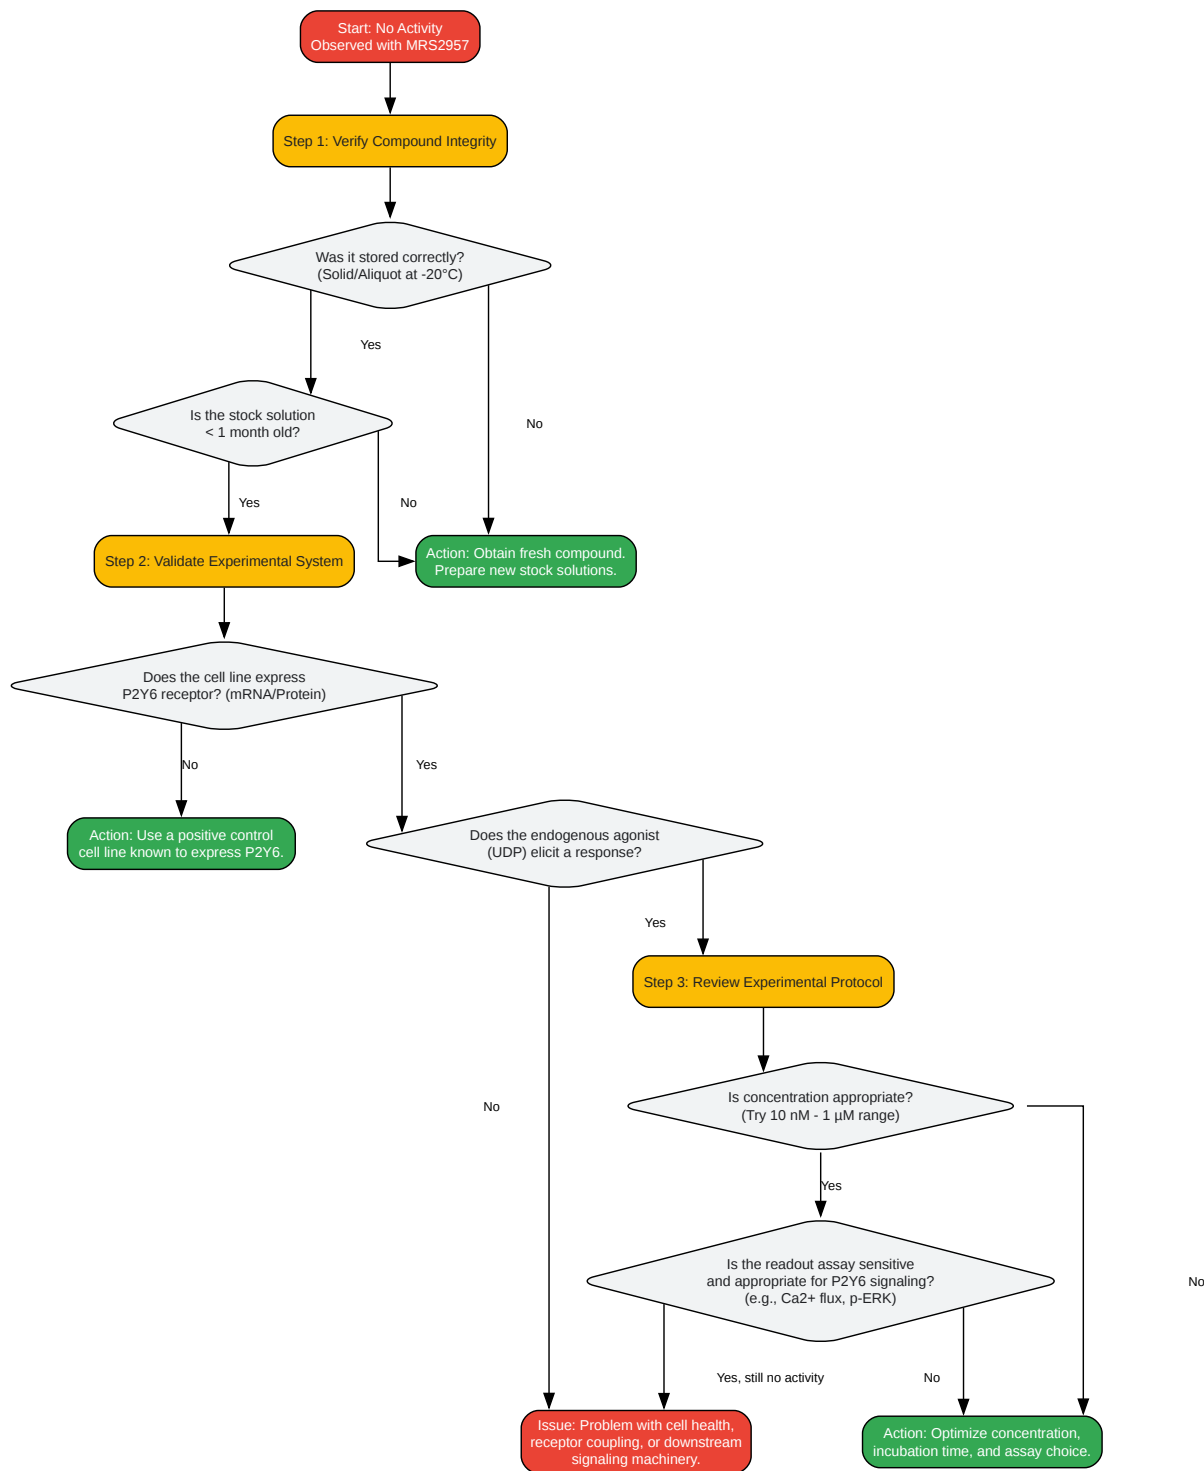 Start: No Activity
Observed with MRS2957
Step 1: Verify Compound Integrity
Was it stored correctly?
(Solid/Aliquot at -20°C)
Yes
Is the stock solution
< 1 month old?
No
Yes
No
Step 2: Validate Experimental System
Action: Obtain fresh compound.
Prepare new stock solutions.
Does the cell line express
P2Y6 receptor? (mRNA/Protein)
No
Yes
Action: Use a positive control
cell line known to express P2Y6.
Does the endogenous agonist
(UDP) elicit a response?
Yes
Step 3: Review Experimental Protocol
Is concentration appropriate?
(Try 10 nM - 1 µM range)
No
Yes
Is the readout assay sensitive
and appropriate for P2Y6 signaling?
(e.g., Ca2+ flux, p-ERK)
No
Yes, still no activity
No
Issue: Problem with cell health,
receptor coupling, or downstream
signaling machinery.
Action: Optimize concentration,
incubation time, and assay choice.